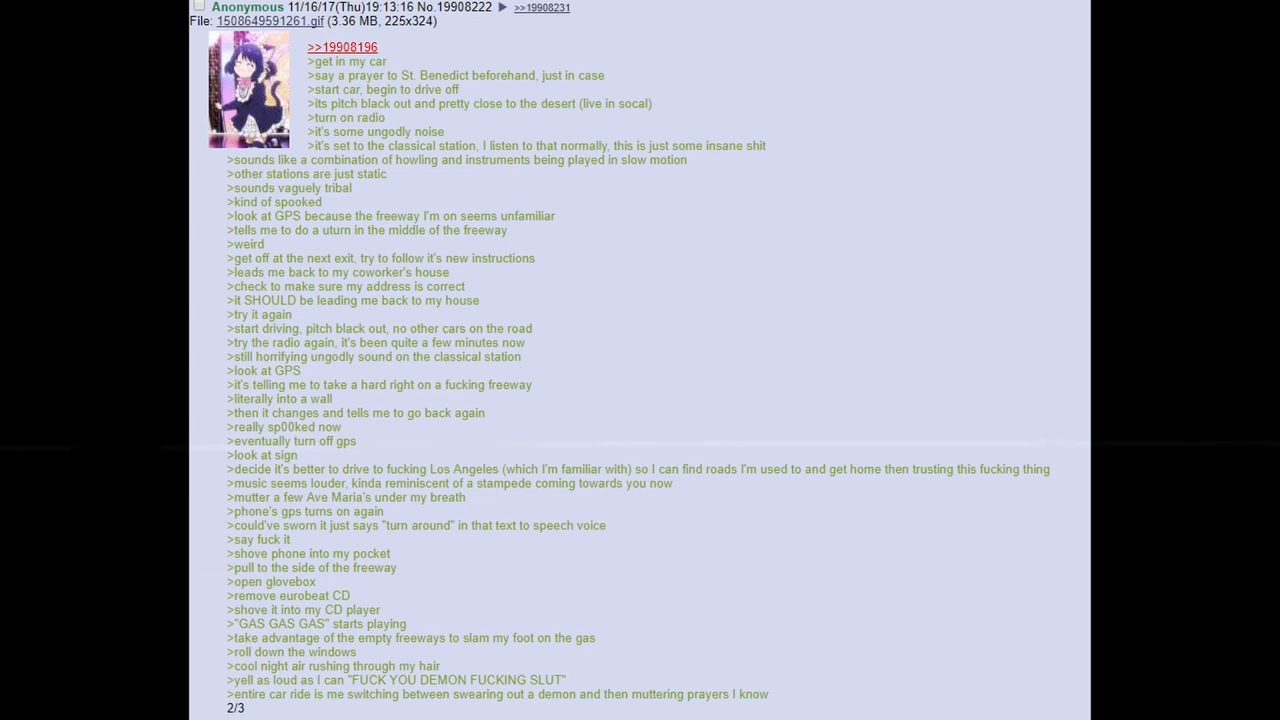 Anonymous 11/16/17(Thu)19:13:16 No.19908222 ▶ >>19908231
File: 1508649591261.gif (3.36 MB, 225x324)
>>19908196
>get in my car
>say a prayer to St. Benedict beforehand, just in case
>start car, begin to drive off
>its pitch black out and pretty close to the desert (live in socal)
>turn on radio
>it's some ungodly noise
>it's set to the classical station, I listen to that normally, this is just some insane shit
>sounds like a combination of howling and instruments being played in slow motion
>other stations are just static
>sounds vaguely tribal
>kind of spooked
>look at GPS because the freeway I'm on seems unfamiliar
>tells me to do a uturn in the middle of the freeway
>weird
>get off at the next exit, try to follow it's new instructions
>leads me back to my coworker's house
>check to make sure my address is correct
>it SHOULD be leading me back to my house
>try it again
>start driving, pitch black out, no other cars on the road
>try the radio again, it's been quite a few minutes now
>still horrifying ungodly sound on the classical station
>look at GPS
>it's telling me to take a hard right on a fucking freeway
>literally into a wall
>then it changes and tells me to go back again
>really sp00ked now
>eventually turn off gps
>look at sign
>decide it's better to drive to fucking Los Angeles (which I'm familiar with) so I can find roads I'm used to and get home then trusting this fucking thing
>music seems louder, kinda reminiscent of a stampede coming towards you now
>mutter a few Ave Maria's under my breath
>phone's gps turns on again
>could've sworn it just says "turn around" in that text to speech voice
>say fuck it
>shove phone into my pocket
>pull to the side of the freeway
>open glovebox
>remove eurobeat CD
>shove it into my CD player
>"GAS GAS GAS" starts playing
>take advantage of the empty freeways to slam my foot on the gas
>roll down the windows
>cool night air rushing through my hair
>yell as loud as I can "FUCK YOU DEMON FUCKING SLUT"
>entire car ride is me switching between swearing out a demon and then muttering prayers I know
2/3